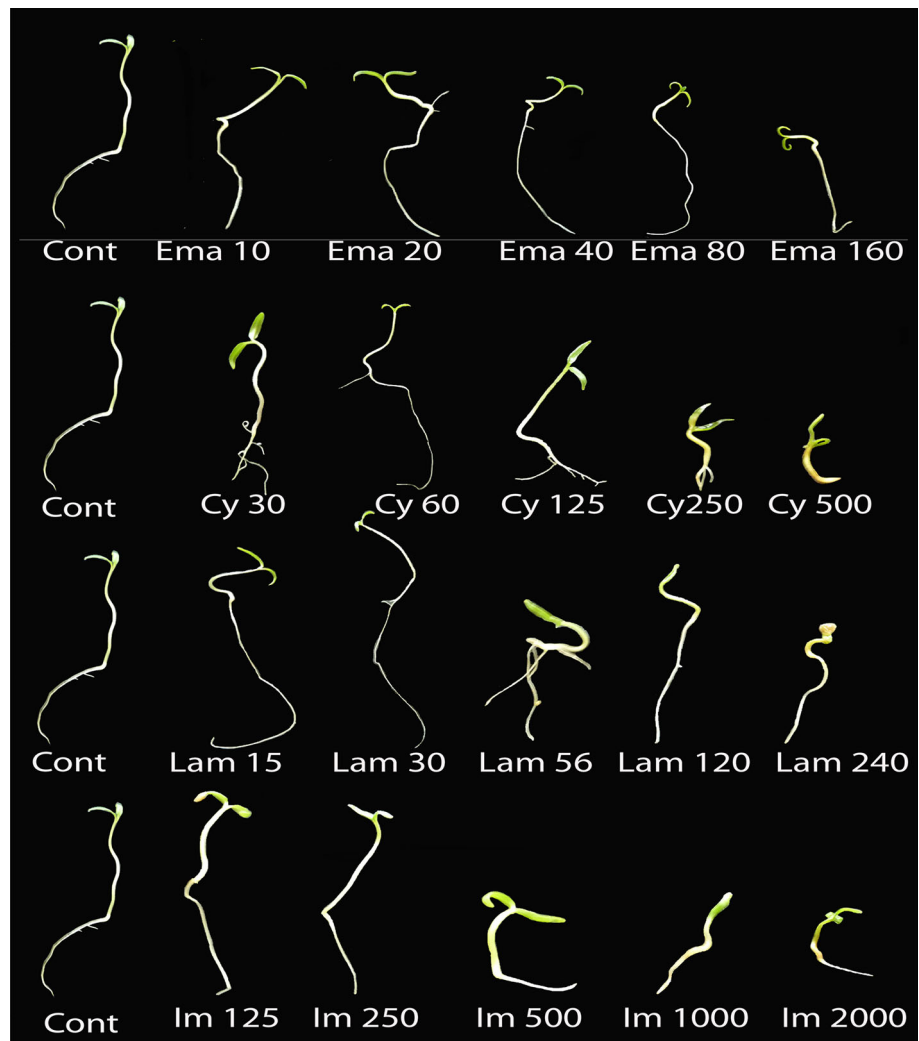 Cont Ema 10 Ema 20 Ema 40 Ema 80 Ema 160
Cont Cy 30 Cy 60 Cy 125 Cy250 Cy 500
Cont Lam 15 Lam 30 Lam 56 Lam 120 Lam 240
Cont Im 125 Im 250 Im 500 Im 1000 Im 2000